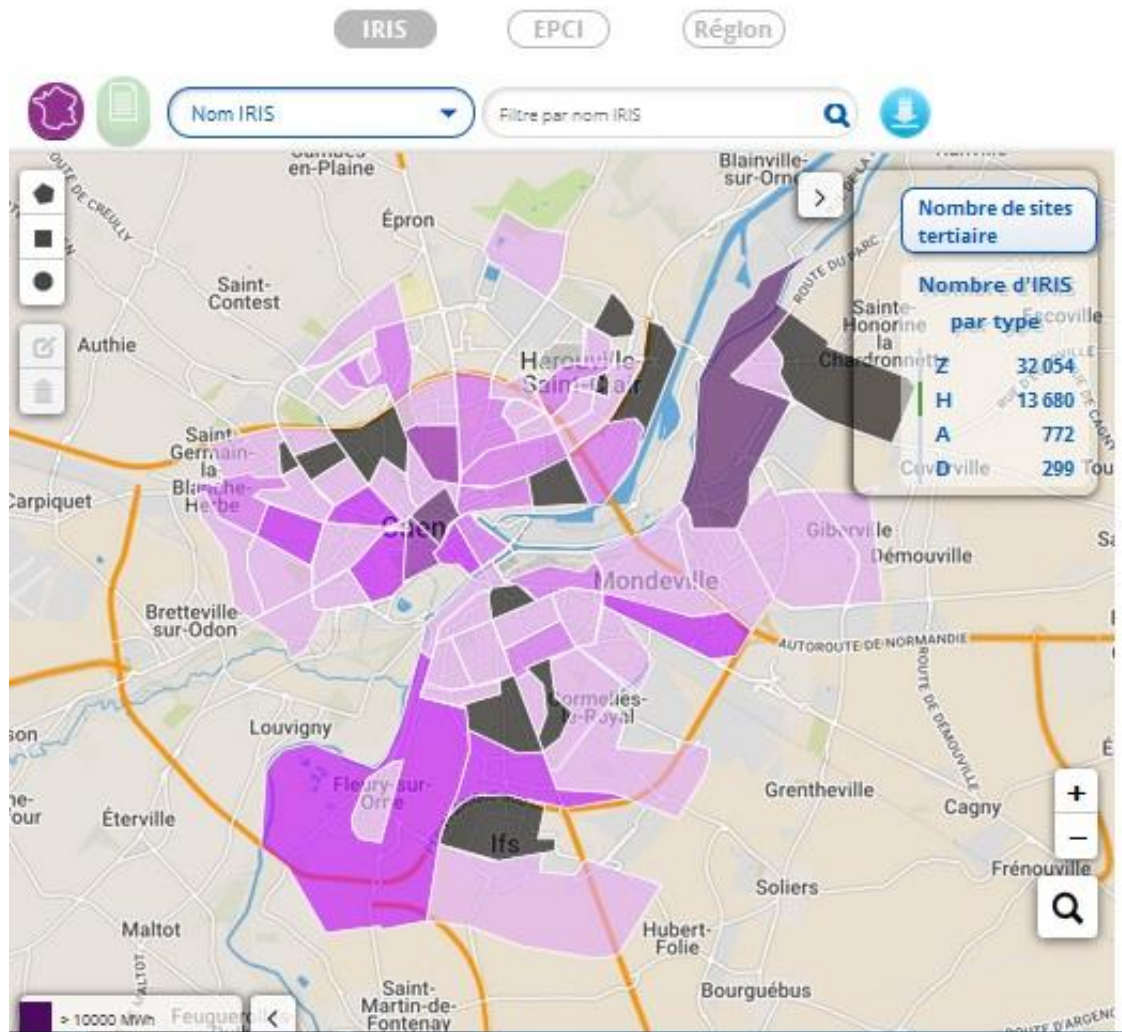 IRIS
EPCI
Région
Nom IRIS
Filtre par nom IRIS
en-Plaine
Blainville-
sur-Orne
ROUTE DE CREULLY
Épron
Nombre de sites
tertiaire
ROUTE DU PARC
Saint-
Contest
Nombre d'IRIS
par type
Sainte-
Honorine
la
Chardronnette
Escoville
Authie
Herouville-
Saint-Clair
Z 32 054
H 13 680
A 772
D 299
Saint-
Germain-
la-
Blanche-
Herbe
Cuverville
Carpiquet
Caen
Giberville
Démouville
Mondeville
Bretteville-
sur-Odon
AUTOROUTE DE NORMANDIE
ROUTE DE DEMOUVILLE
Cormelles-
le-Royal
Louvigny
Fleury-sur-
Orne
Grentheville
Cagny
+
−
Éterville
Ifs
Frénouville
Soliers
Maltot
Hubert-
Folie
Saint-
Martin-de-
Fontenay
Bourguébus
> 10000 MWh